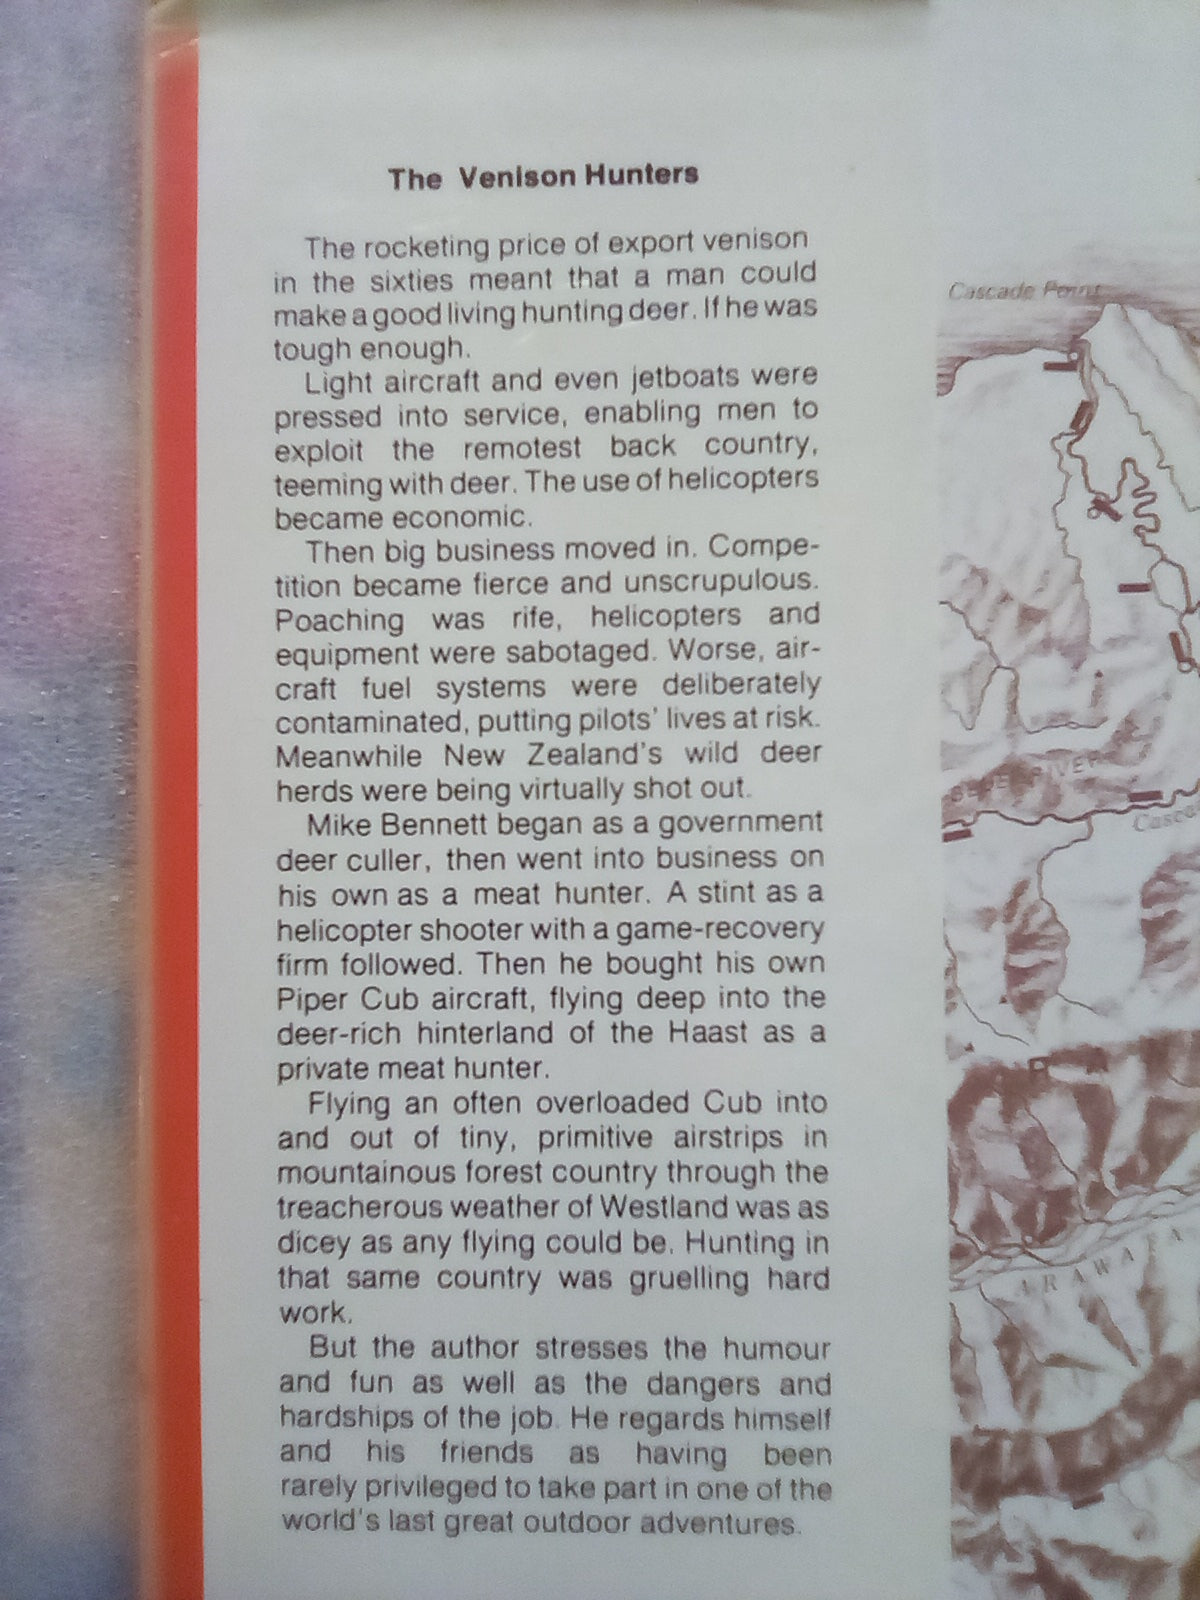 The Venison Hunters
The rocketing price of export venison
in the sixties meant that a man could
make a good living hunting deer. If he was
tough enough.
Light aircraft and even jetboats were
pressed into service, enabling men to
exploit the remotest back country,
teeming with deer. The use of helicopters
became economic.
Then big business moved in. Compe-
tition became fierce and unscrupulous.
Poaching was rife, helicopters and
equipment were sabotaged. Worse, air-
craft fuel systems were deliberately
contaminated, putting pilots' lives at risk.
Meanwhile New Zealand's wild deer
herds were being virtually shot out.
Mike Bennett began as a government
deer culler, then went into business on
his own as a meat hunter. A stint as a
helicopter shooter with a game-recovery
firm followed. Then he bought his own
Piper Cub aircraft, flying deep into the
deer-rich hinterland of the Haast as a
private meat hunter.
Flying an often overloaded Cub into
and out of tiny, primitive airstrips in
mountainous forest country through the
treacherous weather of Westland was as
dicey as any flying could be. Hunting in
that same country was gruelling hard
work.
But the author stresses the humour
and fun as well as the dangers and
hardships of the job. He regards himself
and his friends as having been
rarely privileged to take part in one of the
world's last great outdoor adventures.
Cascade Point
RIVER
ARAWATA